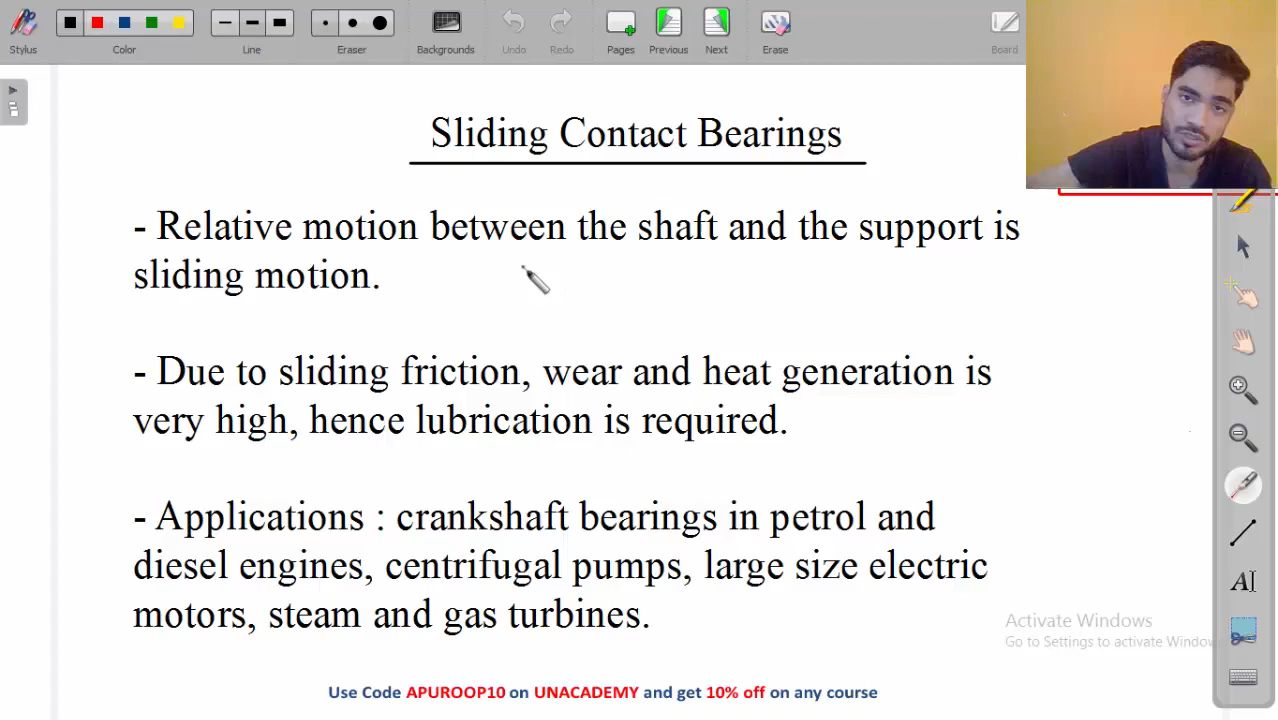 Stylus
Color
Line
Eraser
Backgrounds
Undo
Redo
Pages
Previous
Next
Erase
Board
Sliding Contact Bearings
- Relative motion between the shaft and the support is
sliding motion.
- Due to sliding friction, wear and heat generation is
very high, hence lubrication is required.
- Applications : crankshaft bearings in petrol and
diesel engines, centrifugal pumps, large size electric
motors, steam and gas turbines.
Activate Windows
Go to Settings to activate Window
Use Code APUROOP10 on UNACADEMY and get 10% off on any course